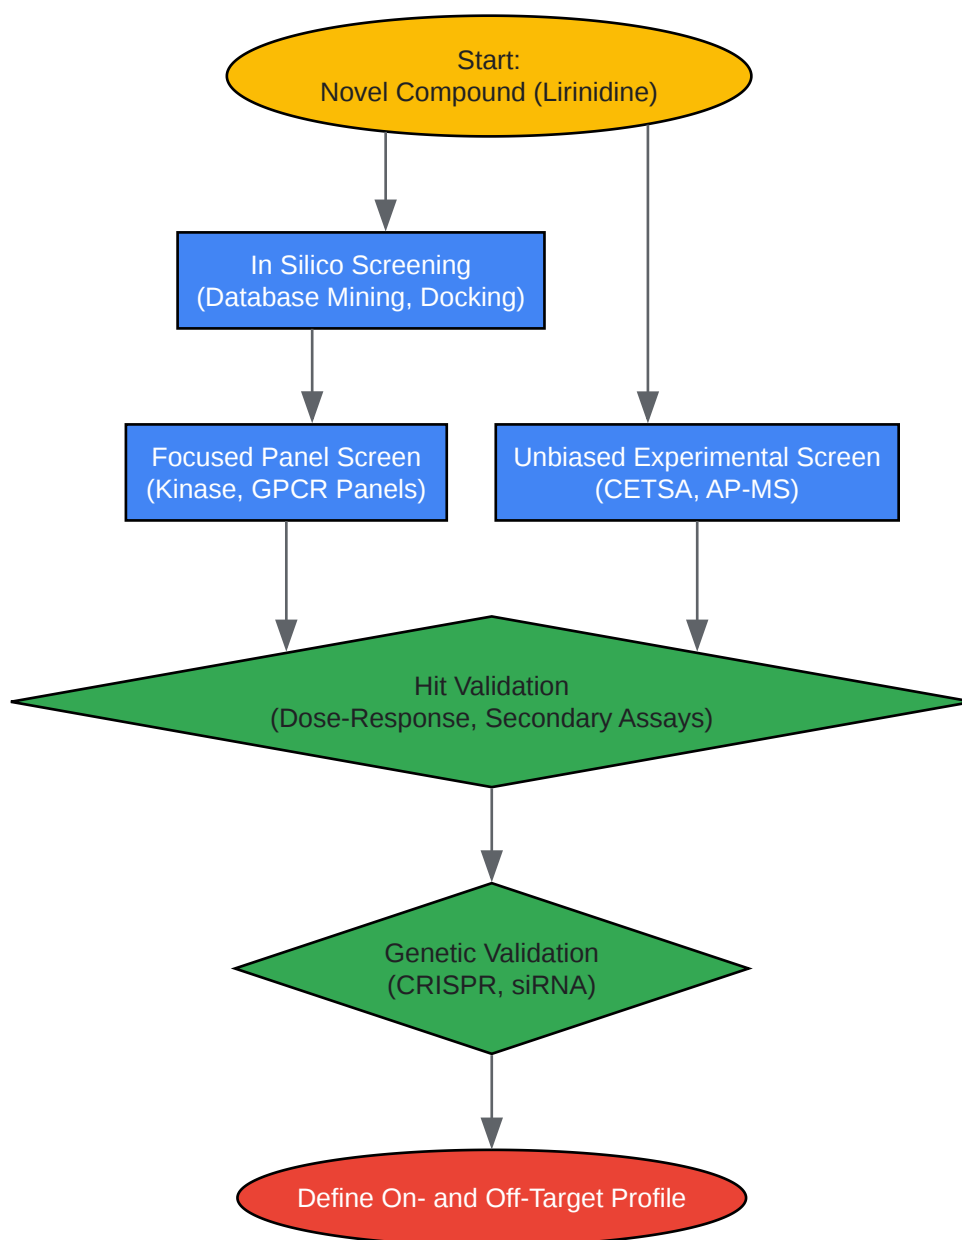 Start:
Novel Compound (Lirinidine)
In Silico Screening
(Database Mining, Docking)
Focused Panel Screen
(Kinase, GPCR Panels)
Unbiased Experimental Screen
(CETSA, AP-MS)
Hit Validation
(Dose-Response, Secondary Assays)
Genetic Validation
(CRISPR, siRNA)
Define On- and Off-Target Profile